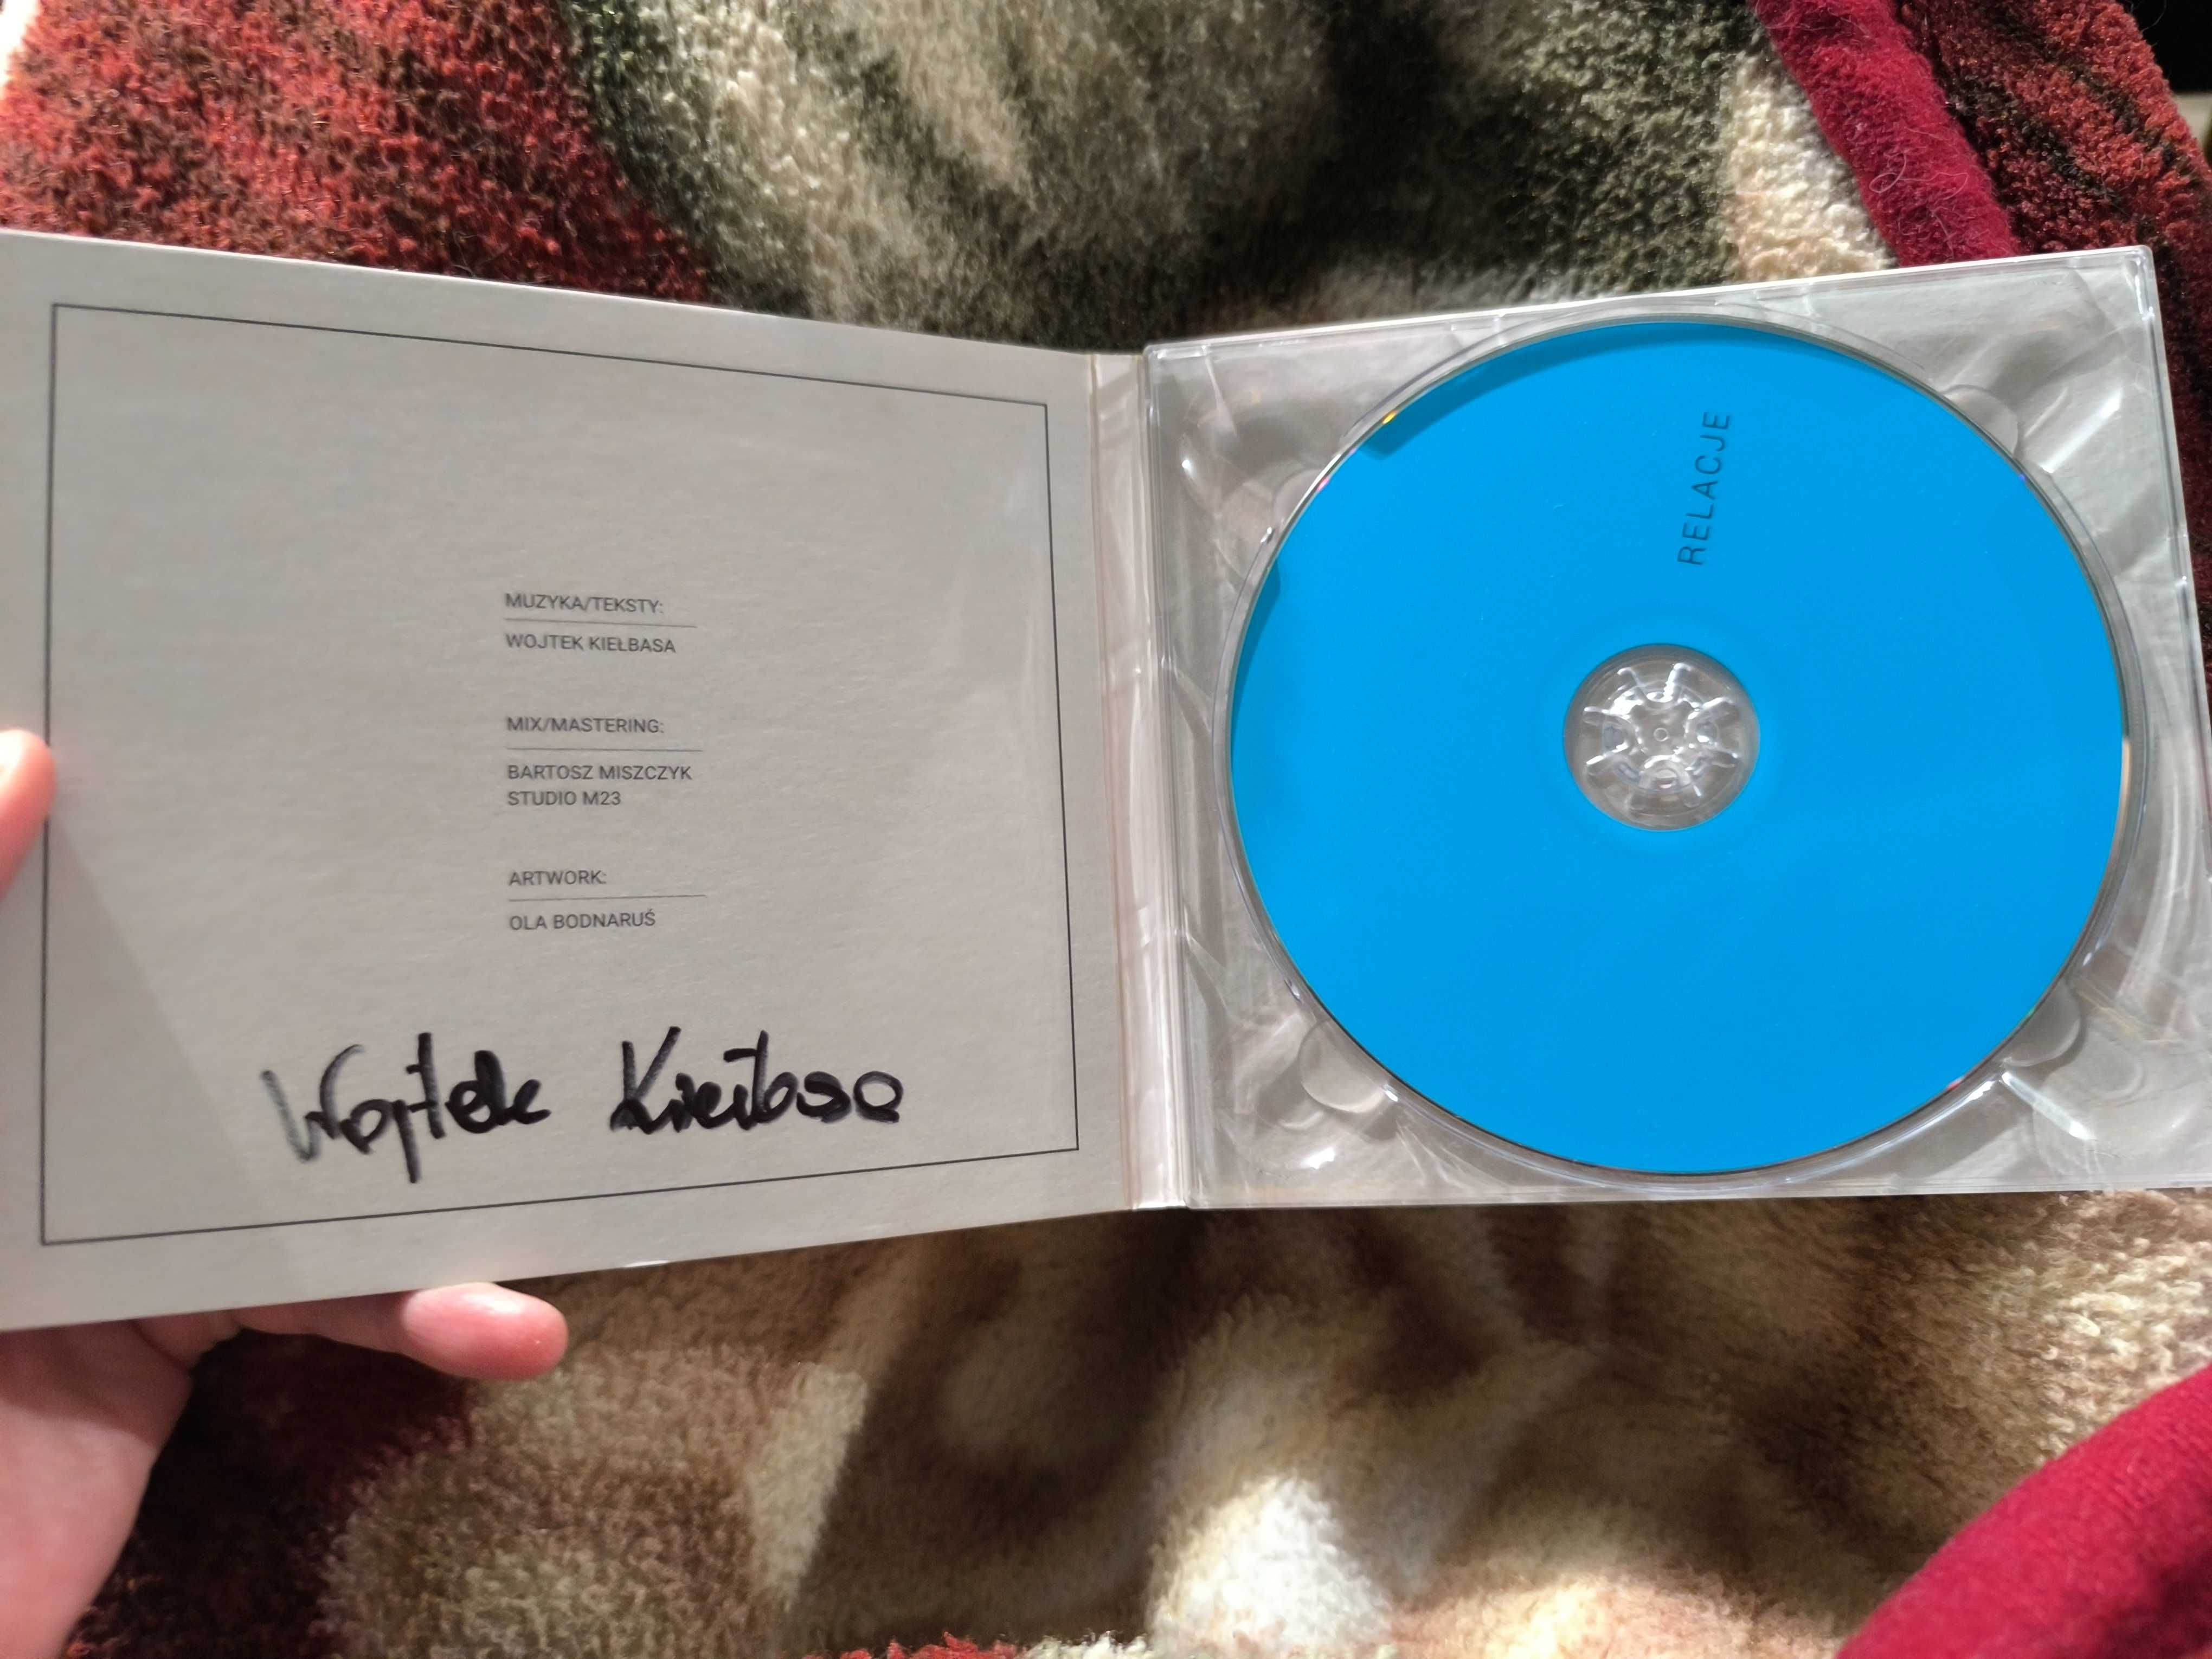 MUZYKA/TEKSTY:
WOJTEK KIEŁBASA
MIX/MASTERING:
BARTOSZ MISZCZYK
STUDIO M23
ARTWORK:
OLA BODNARUŚ
Wojtek Kiełbasa
RELACJE